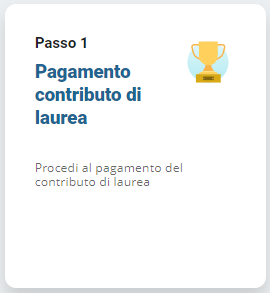 Passo 1
Pagamento
contributo di
laurea
Procedi al pagamento del
contributo di laurea